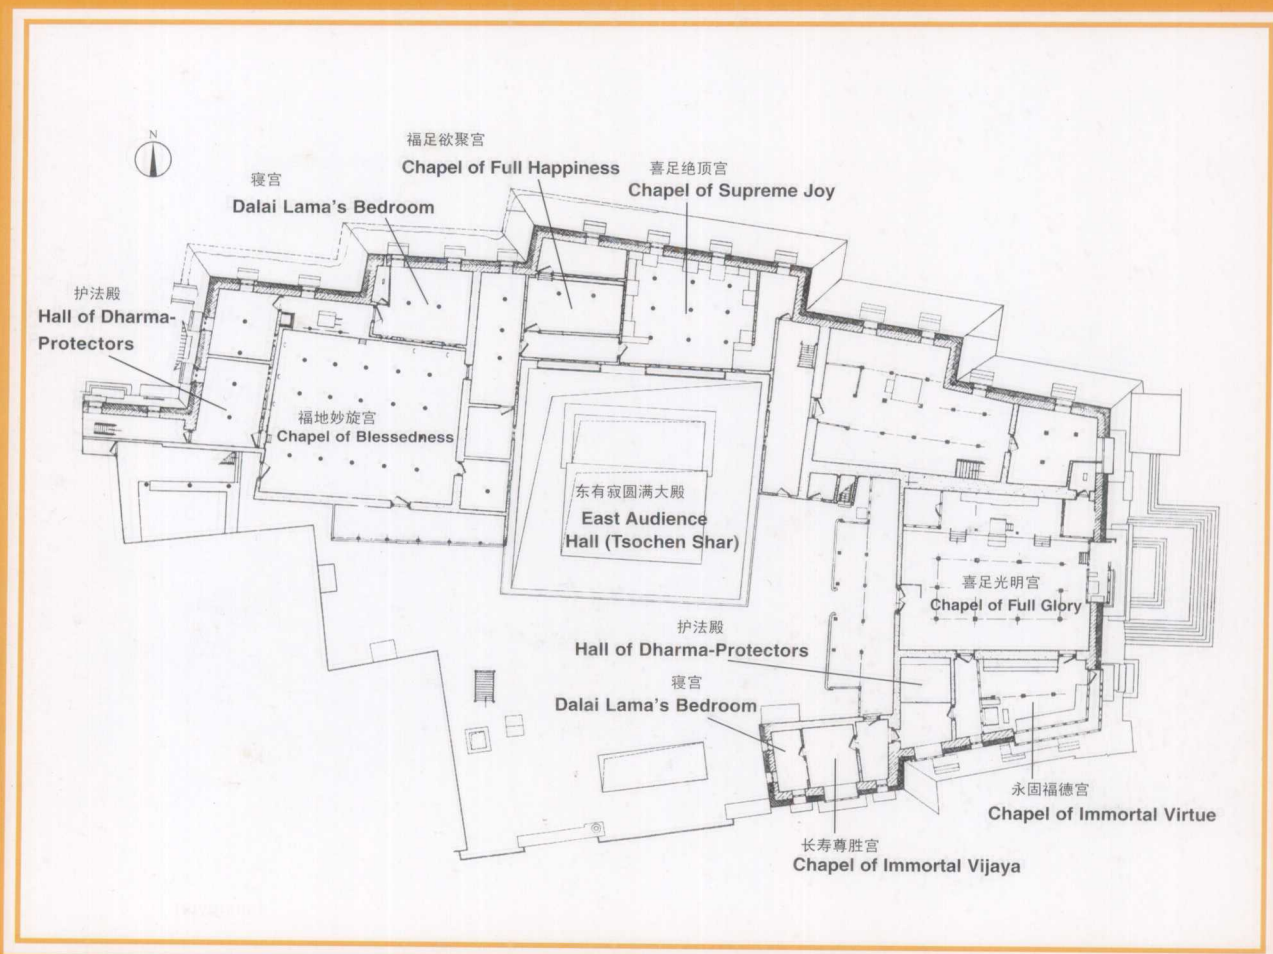 N
福足欲聚宫
Chapel of Full Happiness
喜足绝顶宫
Chapel of Supreme Joy
寝宫
Dalai Lama's Bedroom
护法殿
Hall of Dharma-
Protectors
福地妙旋宫
Chapel of Blessedness
东有寂圆满大殿
East Audience
Hall (Tsochen Shar)
喜足光明宫
Chapel of Full Glory
护法殿
Hall of Dharma-Protectors
寝宫
Dalai Lama's Bedroom
永固福德宫
Chapel of Immortal Virtue
长寿尊胜宫
Chapel of Immortal Vijaya